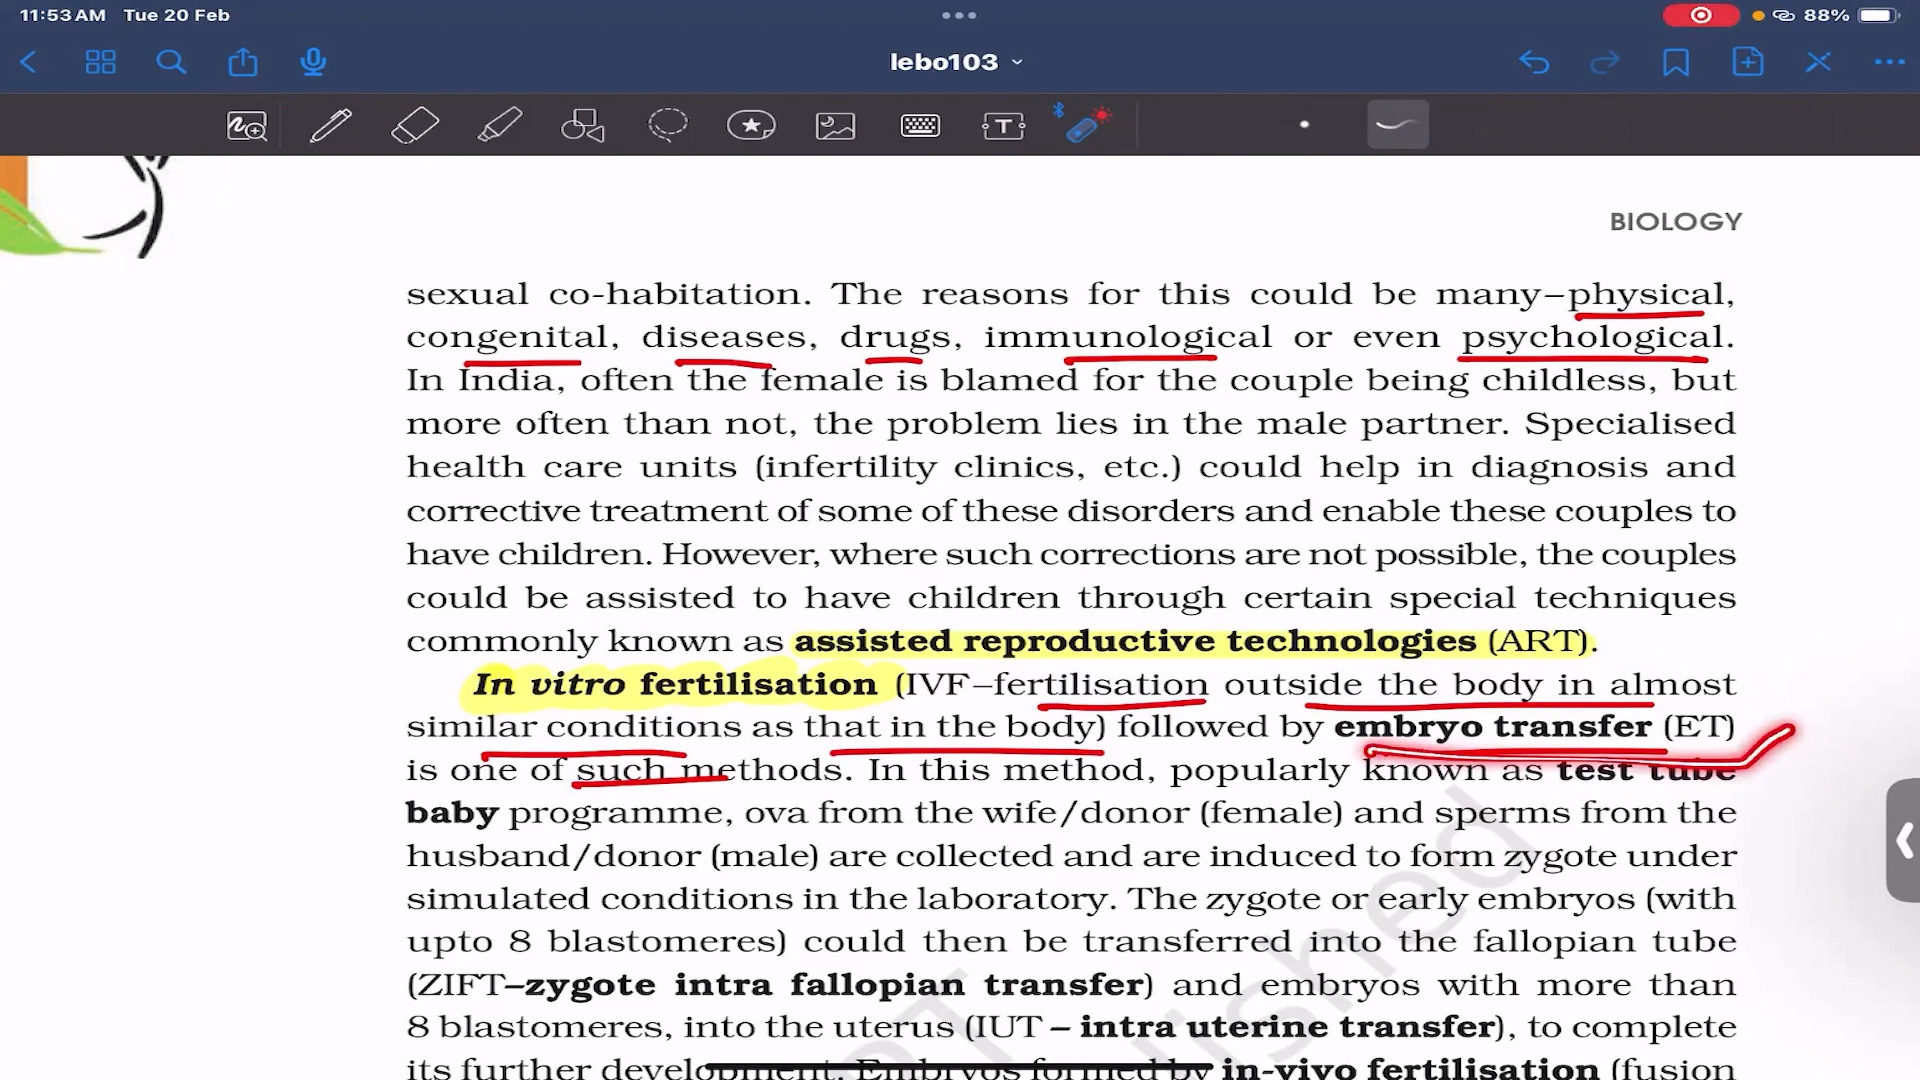 11:53 AM Tue 20 Feb
88%
lebo103
BIOLOGY
sexual co-habitation. The reasons for this could be many–physical,
congenital, diseases, drugs, immunological or even psychological.
In India, often the female is blamed for the couple being childless, but
more often than not, the problem lies in the male partner. Specialised
health care units (infertility clinics, etc.) could help in diagnosis and
corrective treatment of some of these disorders and enable these couples to
have children. However, where such corrections are not possible, the couples
could be assisted to have children through certain special techniques
commonly known as assisted reproductive technologies (ART).
In vitro fertilisation (IVF–fertilisation outside the body in almost
similar conditions as that in the body) followed by embryo transfer (ET)
is one of such methods. In this method, popularly known as test tube
baby programme, ova from the wife/donor (female) and sperms from the
husband/donor (male) are collected and are induced to form zygote under
simulated conditions in the laboratory. The zygote or early embryos (with
upto 8 blastomeres) could then be transferred into the fallopian tube
(ZIFT–zygote intra fallopian transfer) and embryos with more than
8 blastomeres, into the uterus (IUT – intra uterine transfer), to complete
its further development. Embryos formed by in-vivo fertilisation (fusion